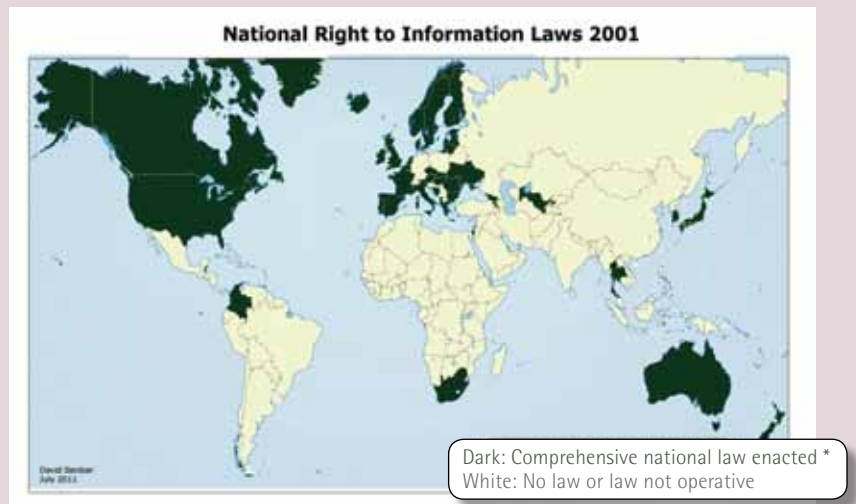 National Right to Information Laws 2001
David Banisar
July 2011
Dark: Comprehensive national law enacted *
White: No law or law not operative